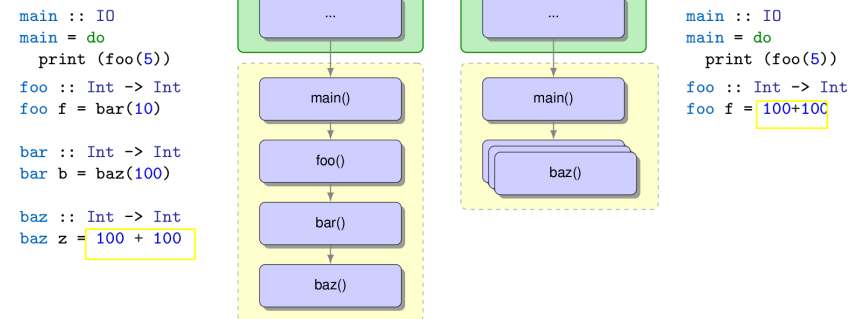 main :: IO
main = do
print (foo(5))
foo :: Int -> Int
foo f = bar(10)
bar :: Int -> Int
bar b = baz(100)
baz :: Int -> Int
baz z = 100 + 100
...
main()
foo()
bar()
baz()
...
main()
baz()
main :: IO
main = do
print (foo(5))
foo :: Int -> Int
foo f = 100+100